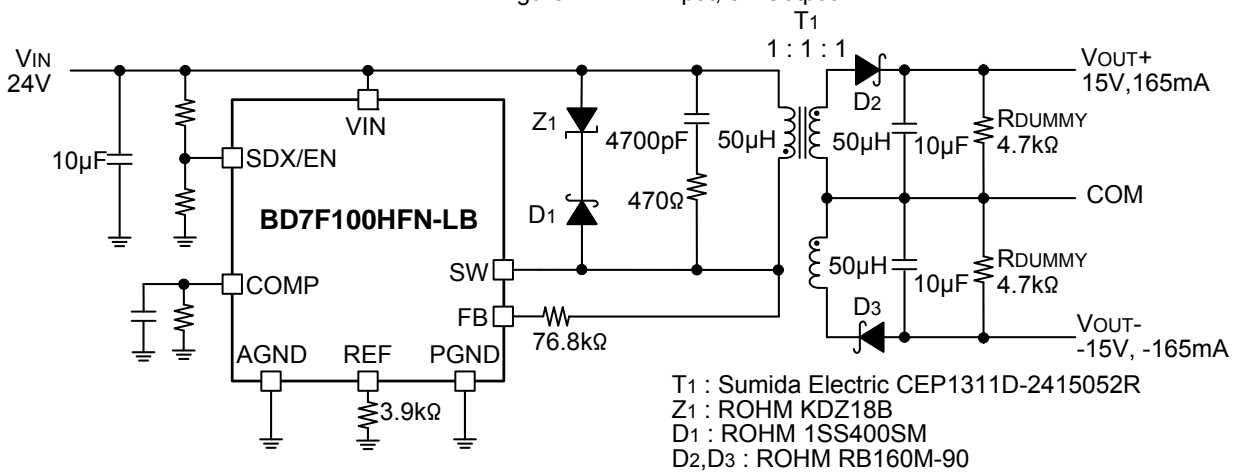 T1
1 : 1 : 1
VIN
24V
VOUT+
15V,165mA
D2
VIN
Z1
4700pF
50µH
50µH
10µF
RDUMMY
4.7kΩ
10µF
SDX/EN
470Ω
COM
BD7F100HFN-LB
D1
SW
50µH
10µF
RDUMMY
4.7kΩ
COMP
FB
76.8kΩ
D3
VOUT-
-15V, -165mA
AGND
REF
PGND
3.9kΩ
T1 : Sumida Electric CEP1311D-2415052R
Z1 : ROHM KDZ18B
D1 : ROHM 1SS400SM
D2,D3 : ROHM RB160M-90